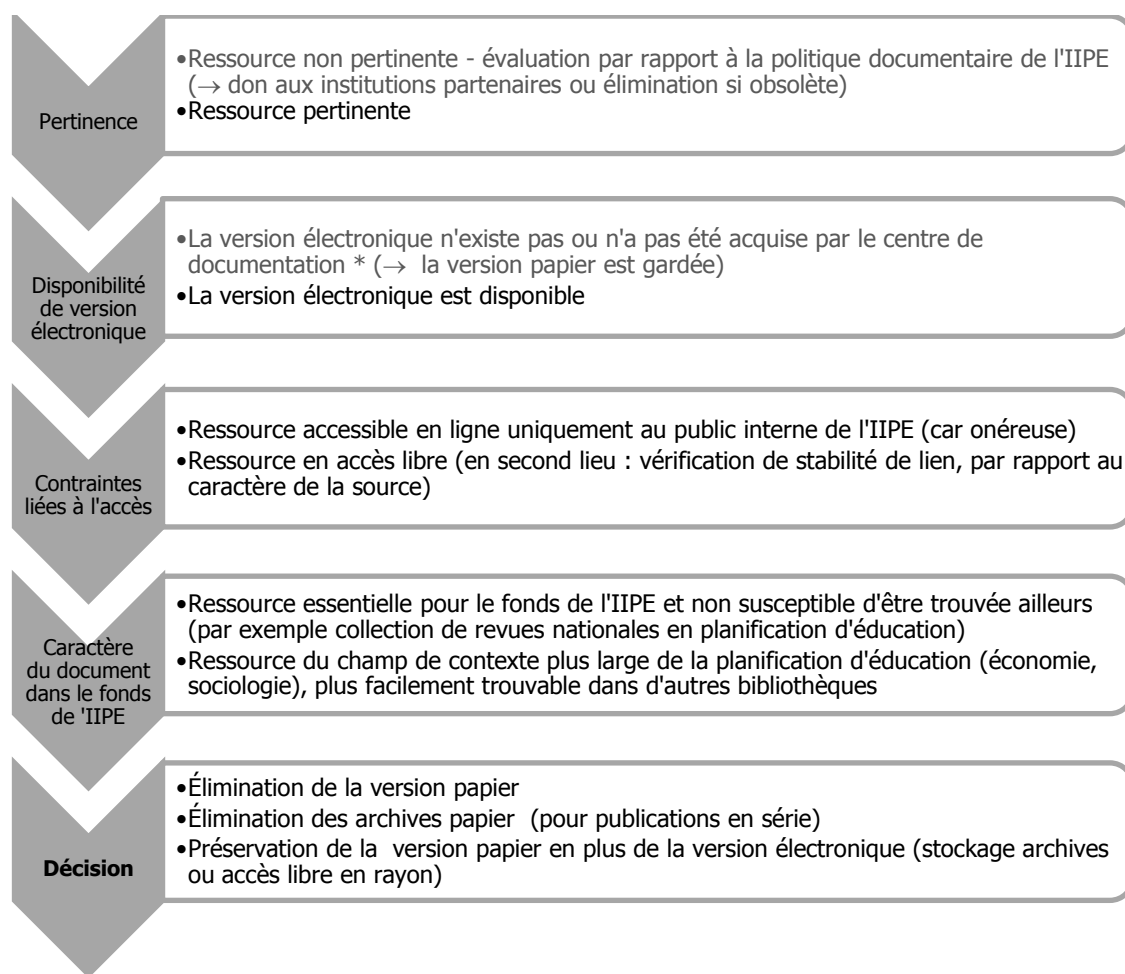 Pertinence
•Ressource non pertinente - évaluation par rapport à la politique documentaire de l'IIPE
(→ don aux institutions partenaires ou élimination si obsolète)
•Ressource pertinente
Disponibilité
de version
électronique
•La version électronique n'existe pas ou n'a pas été acquise par le centre de
documentation * (→ la version papier est gardée)
•La version électronique est disponible
Contraintes
liées à l'accès
•Ressource accessible en ligne uniquement au public interne de l'IIPE (car onéreuse)
•Ressource en accès libre (en second lieu : vérification de stabilité de lien, par rapport au
caractère de la source)
Caractère
du document
dans le fonds
de 'IIPE
•Ressource essentielle pour le fonds de l'IIPE et non susceptible d'être trouvée ailleurs
(par exemple collection de revues nationales en planification d'éducation)
•Ressource du champ de contexte plus large de la planification d'éducation (économie,
sociologie), plus facilement trouvable dans d'autres bibliothèques
Décision
•Élimination de la version papier
•Élimination des archives papier (pour publications en série)
•Préservation de la version papier en plus de la version électronique (stockage archives
ou accès libre en rayon)